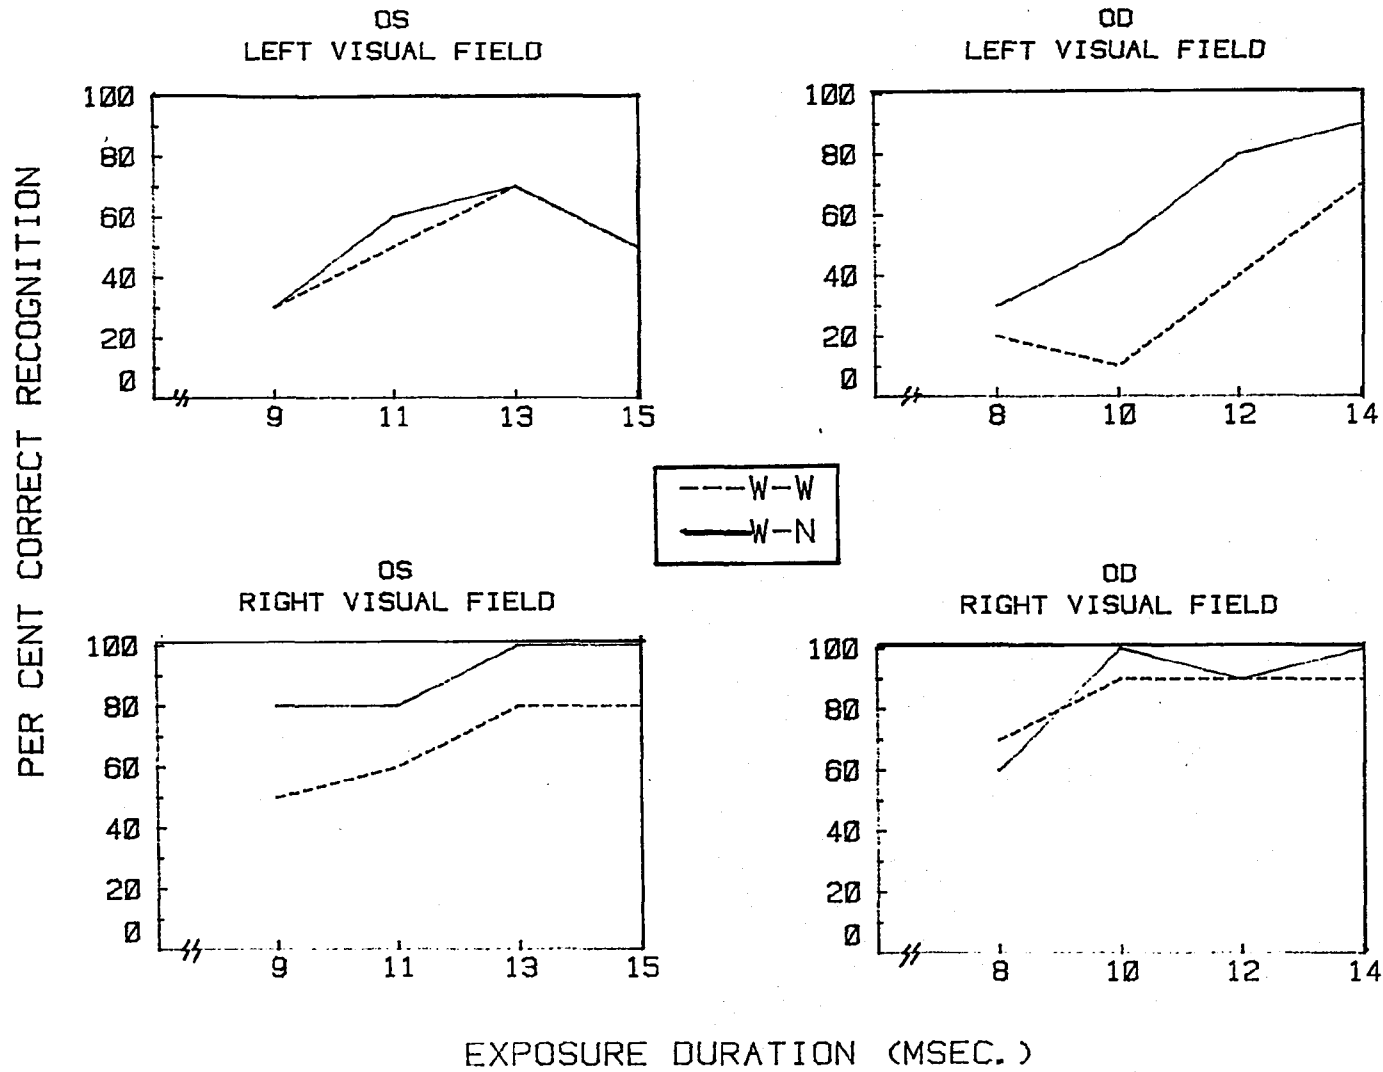 OS
LEFT VISUAL FIELD
100
80
60
40
20
0
9 11 13 15
OD
LEFT VISUAL FIELD
100
80
60
40
20
0
8 10 12 14
PER CENT CORRECT RECOGNITION
W-W
W-N
OS
RIGHT VISUAL FIELD
100
80
60
40
20
0
9 11 13 15
OD
RIGHT VISUAL FIELD
100
80
60
40
20
0
8 10 12 14
EXPOSURE DURATION (MSEC.)